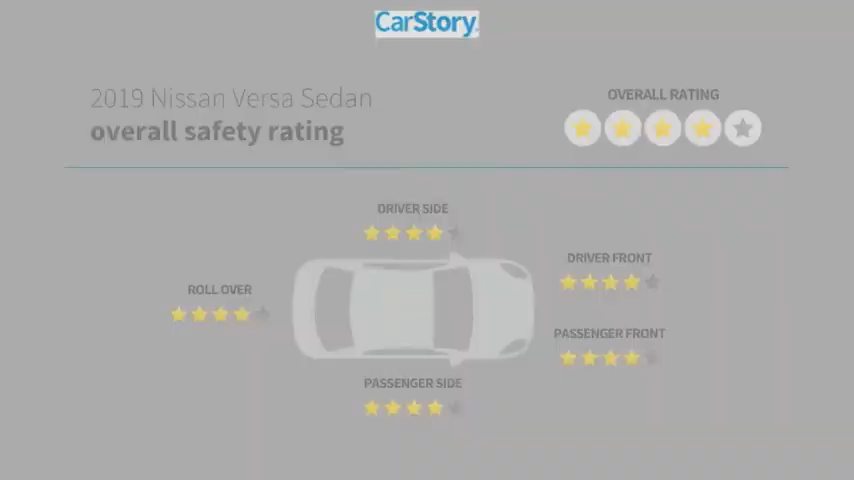 CarStory
2019 Nissan Versa Sedan
overall safety rating
OVERALL RATING
DRIVER SIDE
DRIVER FRONT
ROLL OVER
PASSENGER FRONT
PASSENGER SIDE